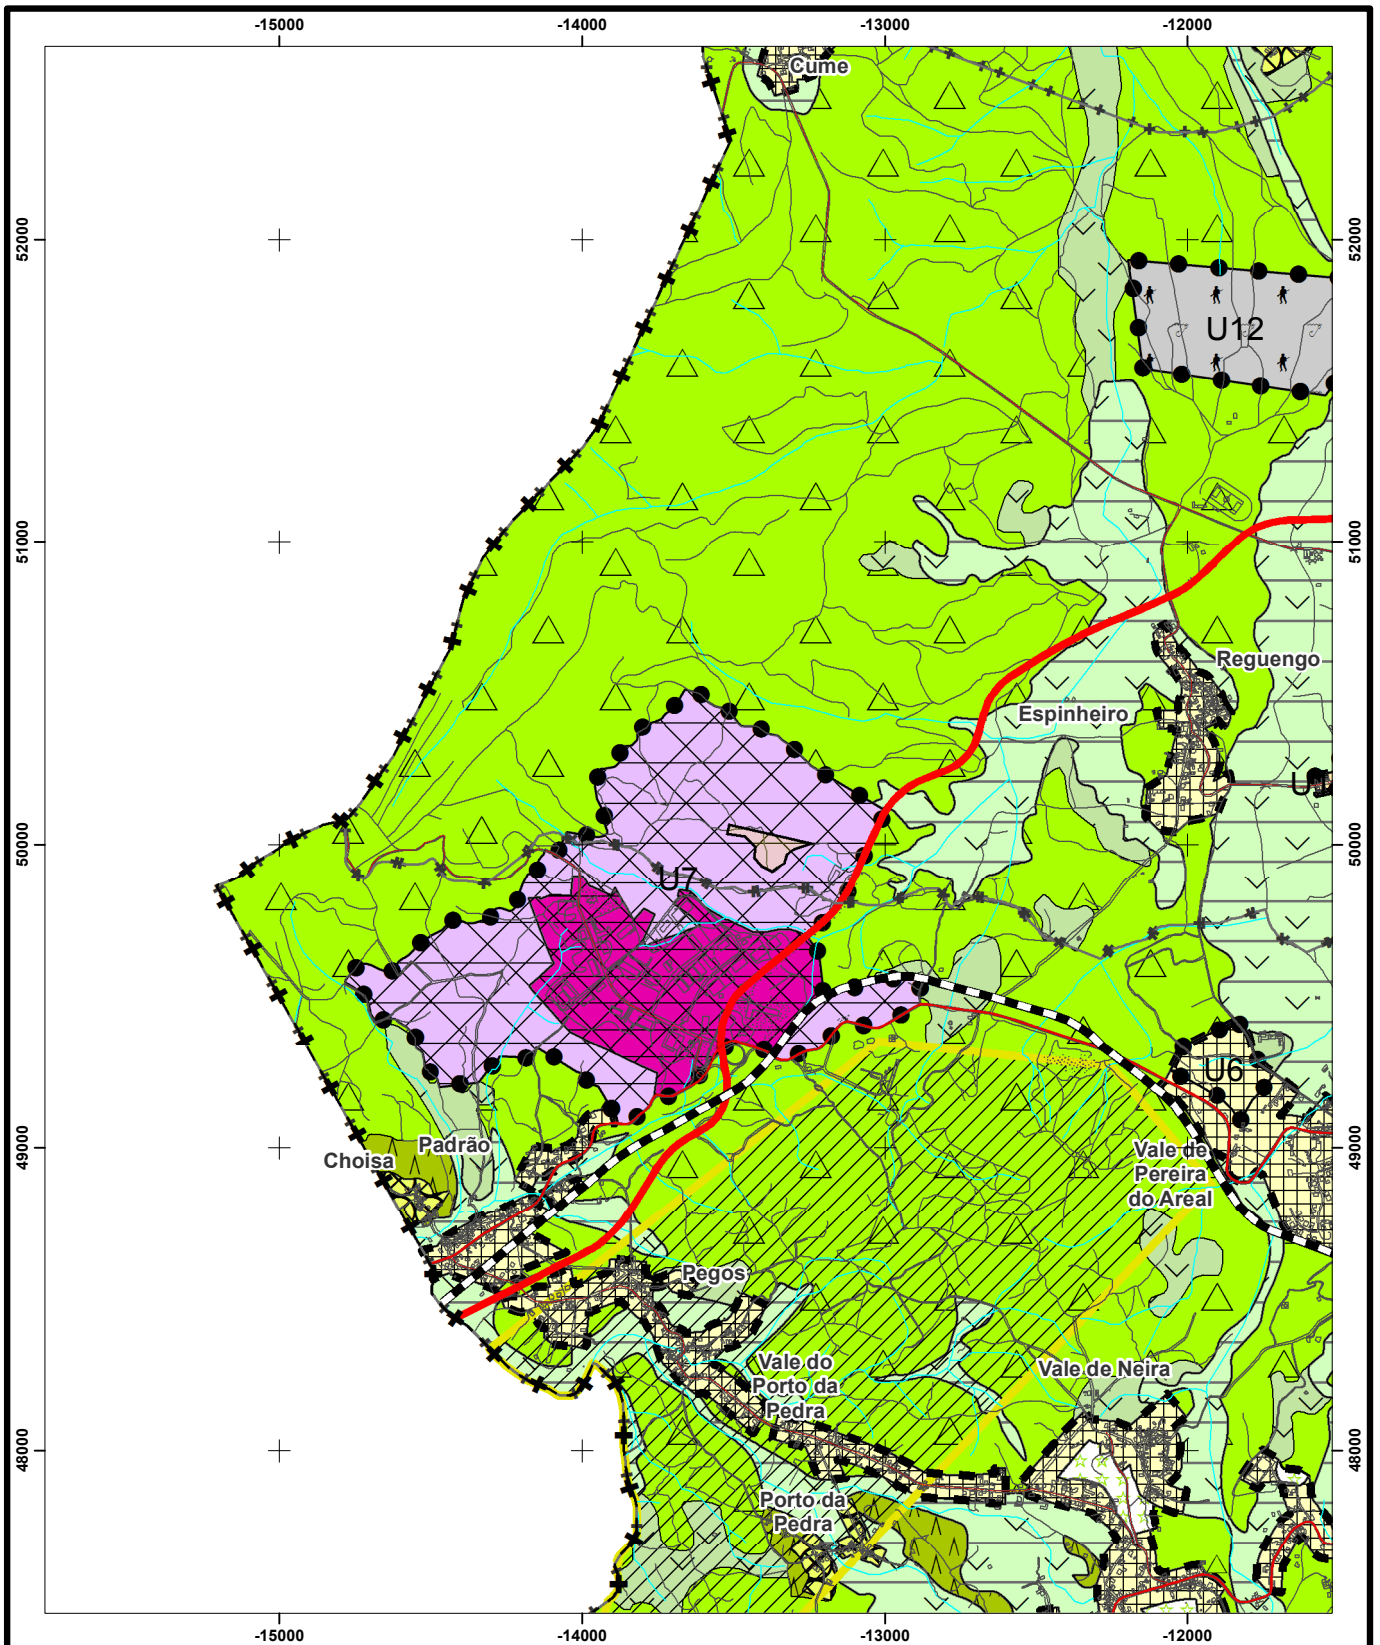 -15000 -14000 -13000 -12000
Cume
52000 52000
U12
51000 51000
Reguengo
Espinheiro
50000 50000
U7
U6
49000 49000
Padrão
Choisa
Vale de
Pereira
do Areal
Pegos
Vale do
Porto da
Pedra
Vale de Neira
48000 48000
Porto da
Pedra
-15000 -14000 -13000 -12000